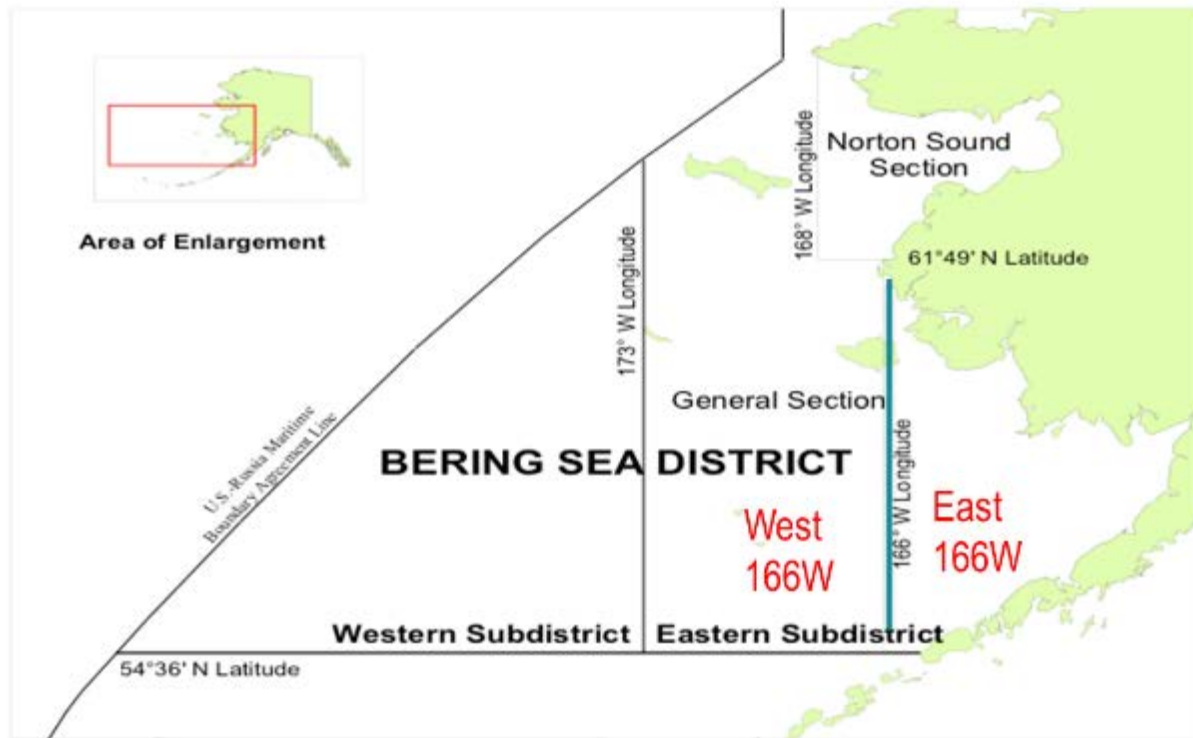 Norton Sound
Section
168° W Longitude
Area of Enlargement
61°49' N Latitude
173° W Longitude
General Section
U.S.-Russia Maritime
Boundary Agreement Line
BERING SEA DISTRICT
166° W Longitude
West
166W
East
166W
Western Subdistrict
Eastern Subdistrict
54°36' N Latitude